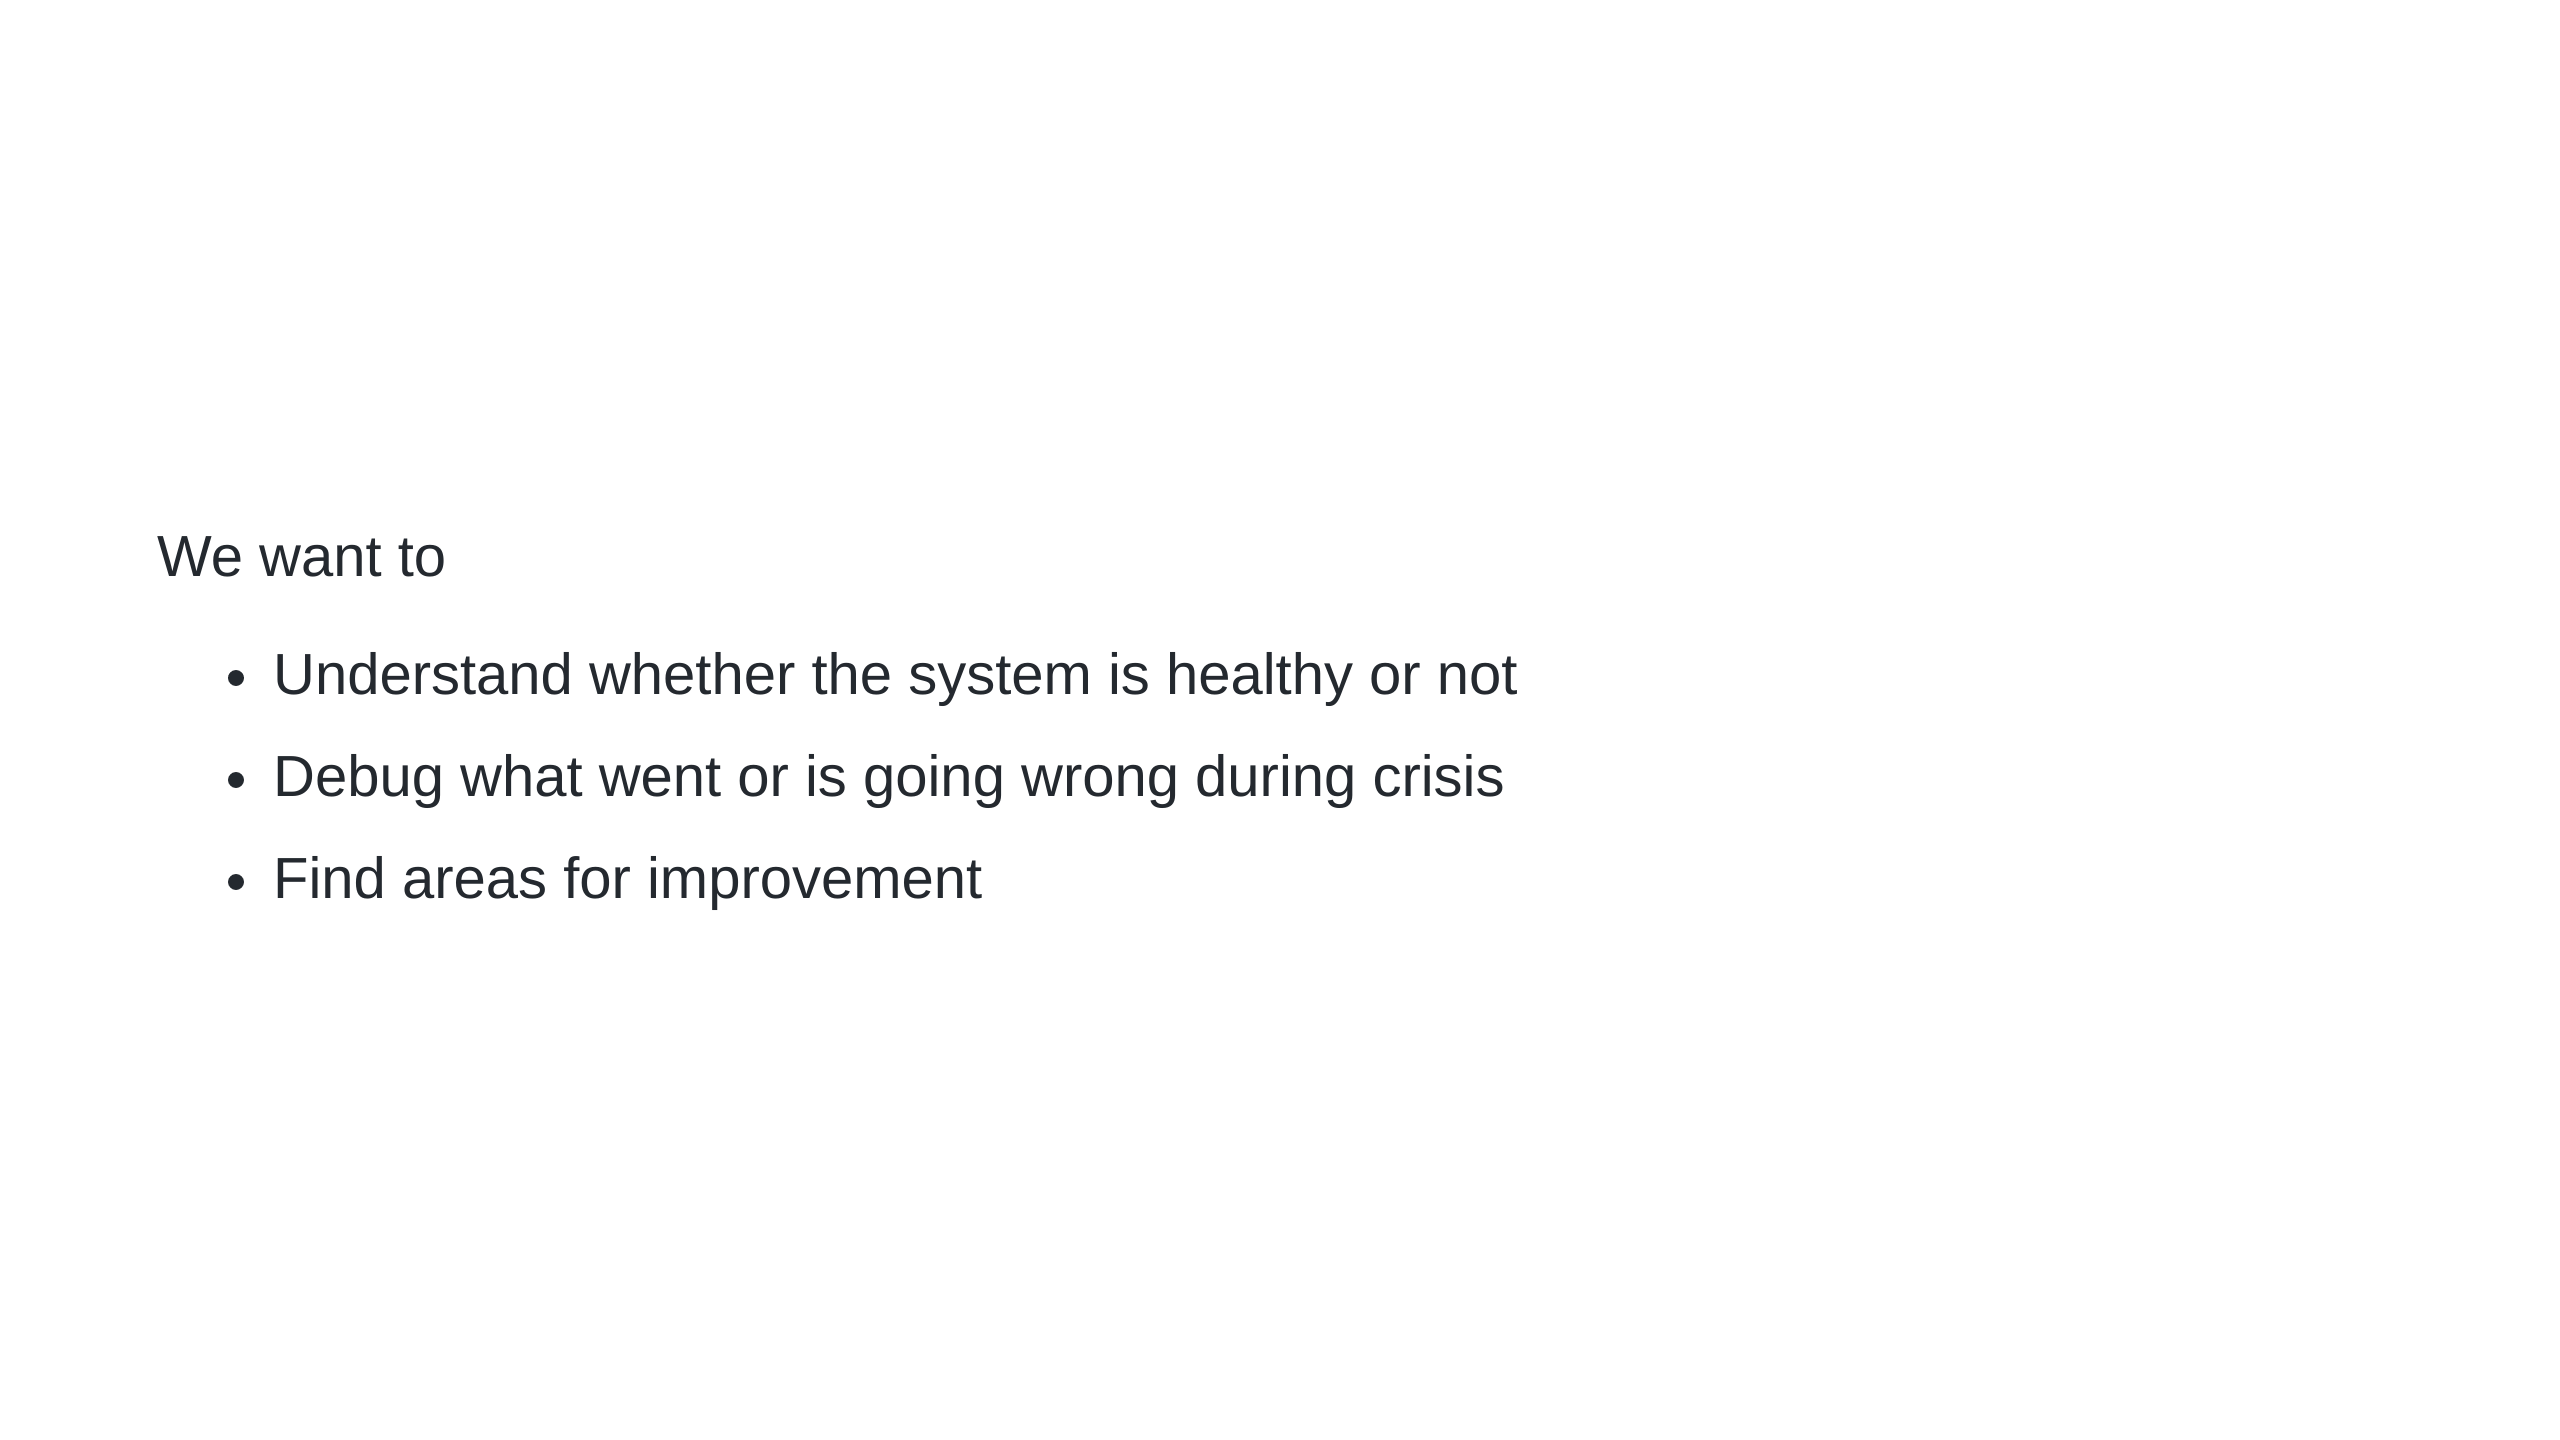 We want to
• Understand whether the system is healthy or not
• Debug what went or is going wrong during crisis
• Find areas for improvement